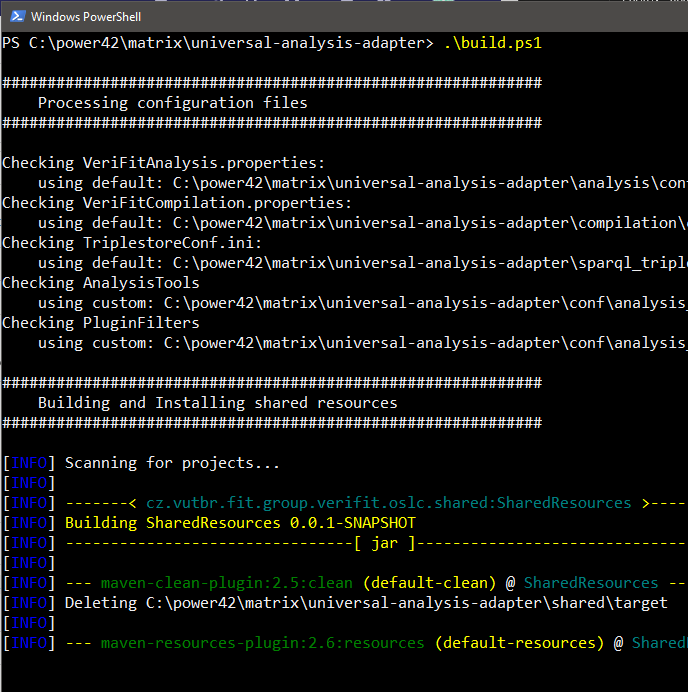 Windows PowerShell
PS C:\power42\matrix\universal-analysis-adapter> .\build.ps1
############################################################
Processing configuration files
############################################################
Checking VeriFitAnalysis.properties:
using default: C:\power42\matrix\universal-analysis-adapter\analysis\con
Checking VeriFitCompilation.properties:
using default: C:\power42\matrix\universal-analysis-adapter\compilation\
Checking TriplestoreConf.ini:
using default: C:\power42\matrix\universal-analysis-adapter\sparql_triple
Checking AnalysisTools
using custom: C:\power42\matrix\universal-analysis-adapter\conf\analysis_
Checking PluginFilters
using custom: C:\power42\matrix\universal-analysis-adapter\conf\analysis_
############################################################
Building and Installing shared resources
############################################################
[INFO] Scanning for projects...
[INFO]
[INFO] -------< cz.vutbr.fit.group.verifit.oslc.shared:SharedResources >----
[INFO] Building SharedResources 0.0.1-SNAPSHOT
[INFO] --------------------------------[ jar ]------------------------------
[INFO]
[INFO] --- maven-clean-plugin:2.5:clean (default-clean) @ SharedResources --
[INFO] Deleting C:\power42\matrix\universal-analysis-adapter\shared\target
[INFO]
[INFO] --- maven-resources-plugin:2.6:resources (default-resources) @ Shared